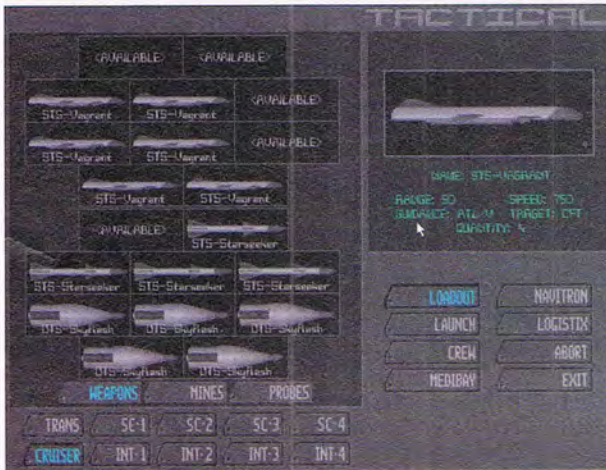 TACTICAL
<AVAILABLE> <AVAILABLE>
STS-Vagrant STS-Vagrant <AVAILABLE>
STS-Vagrant STS-Vagrant <AVAILABLE>
STS-Vagrant STS-Vagrant
<AVAILABLE> STS-Starseeker
STS-Starseeker STS-Starseeker STS-Starseeker
DTS-Skyflash DTS-Skyflash DTS-Skyflash
DTS-Skyflash DTS-Skyflash
NAME: STS-VAGRANT
RANGE: 90 SPEED: 750
GUIDANCE: TARGET: CFT
QUANTITY: 4
LOADOUT NAVITRON
LAUNCH LOGISTIX
CREW ABORT
MEDIBAY EXIT
WEAPONS MINES PROBES
TRANS SC-1 SC-2 SC-3 SC-4
CRUISER INT-1 INT-2 INT-3 INT-4